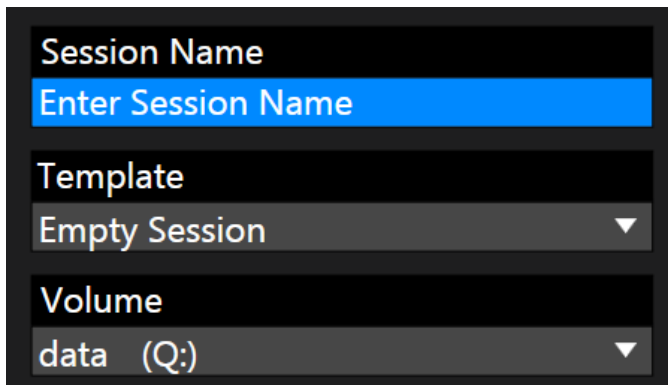 Session Name
Enter Session Name
Template
Empty Session
Volume
data (Q:)